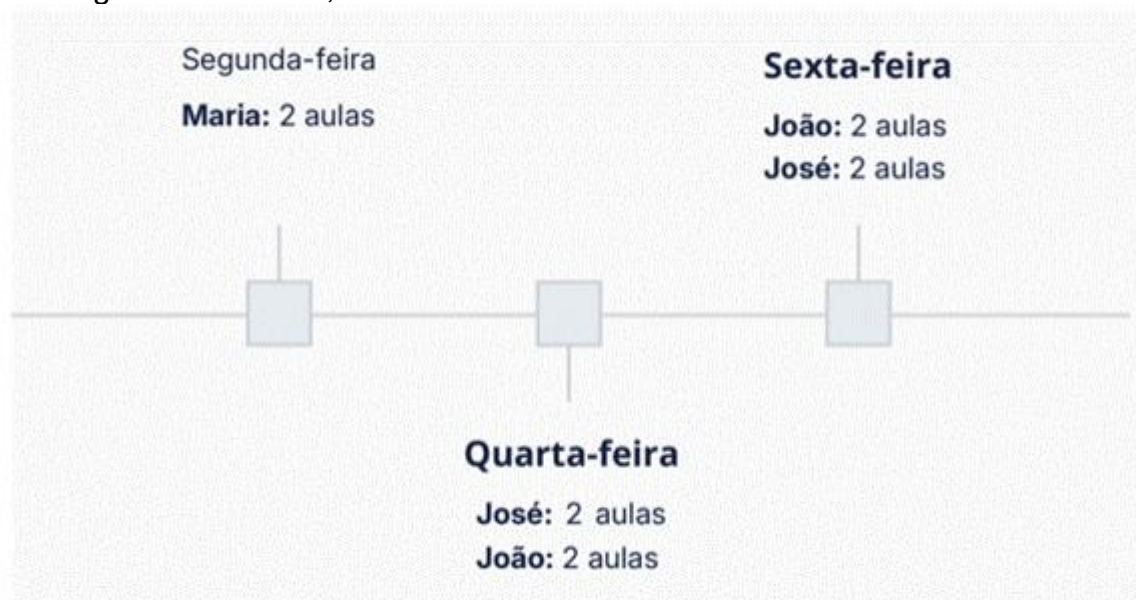 Segunda-feira
Maria: 2 aulas
Sexta-feira
João: 2 aulas
José: 2 aulas
Quarta-feira
José: 2 aulas
João: 2 aulas